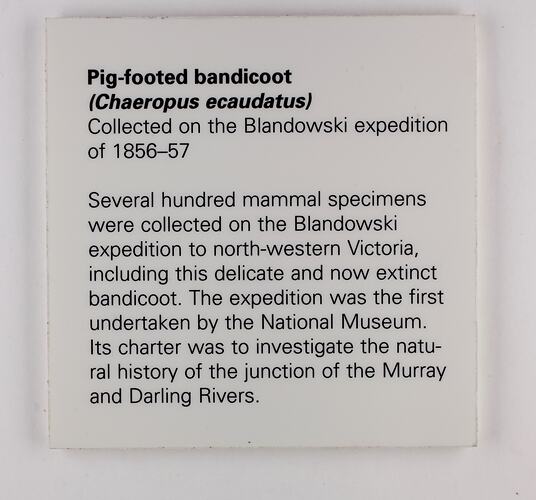 Pig-footed bandicoot
(Chaeropus ecaudatus)
Collected on the Blandowski expedition
of 1856–57
Several hundred mammal specimens
were collected on the Blandowski
expedition to north-western Victoria,
including this delicate and now extinct
bandicoot. The expedition was the first
undertaken by the National Museum.
Its charter was to investigate the natu-
ral history of the junction of the Murray
and Darling Rivers.